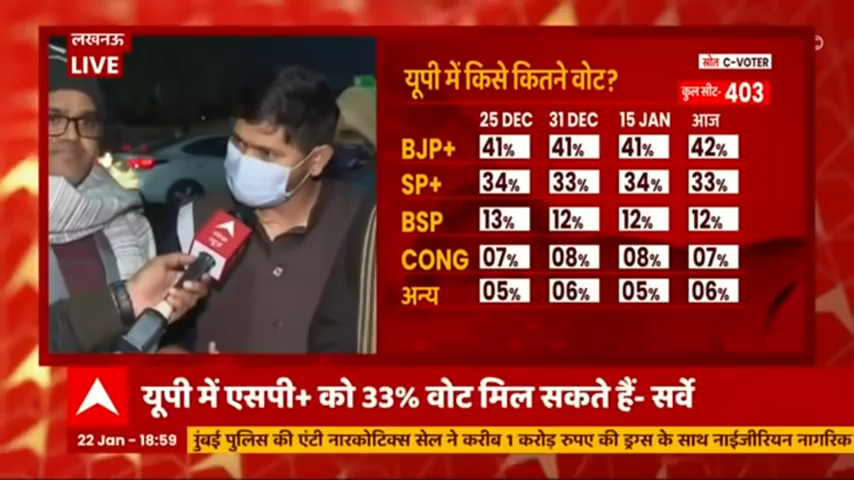 लखनऊ
LIVE
यूपी में किसे कितने वोट?
स्रोत C-VOTER
कुल सीट- 403
25 DEC 31 DEC 15 JAN आज
BJP+ 41% 41% 41% 42%
SP+ 34% 33% 34% 33%
BSP 13% 12% 12% 12%
CONG 07% 08% 08% 07%
अन्य 05% 06% 05% 06%
यूपी में एसपी+ को 33% वोट मिल सकते हैं- सर्वे
22 Jan - 18:59
मुंबई पुलिस की एंटी नारकोटिक्स सेल ने करीब 1 करोड़ रुपए की ड्रग्स के साथ नाईजीरियन नागरिक